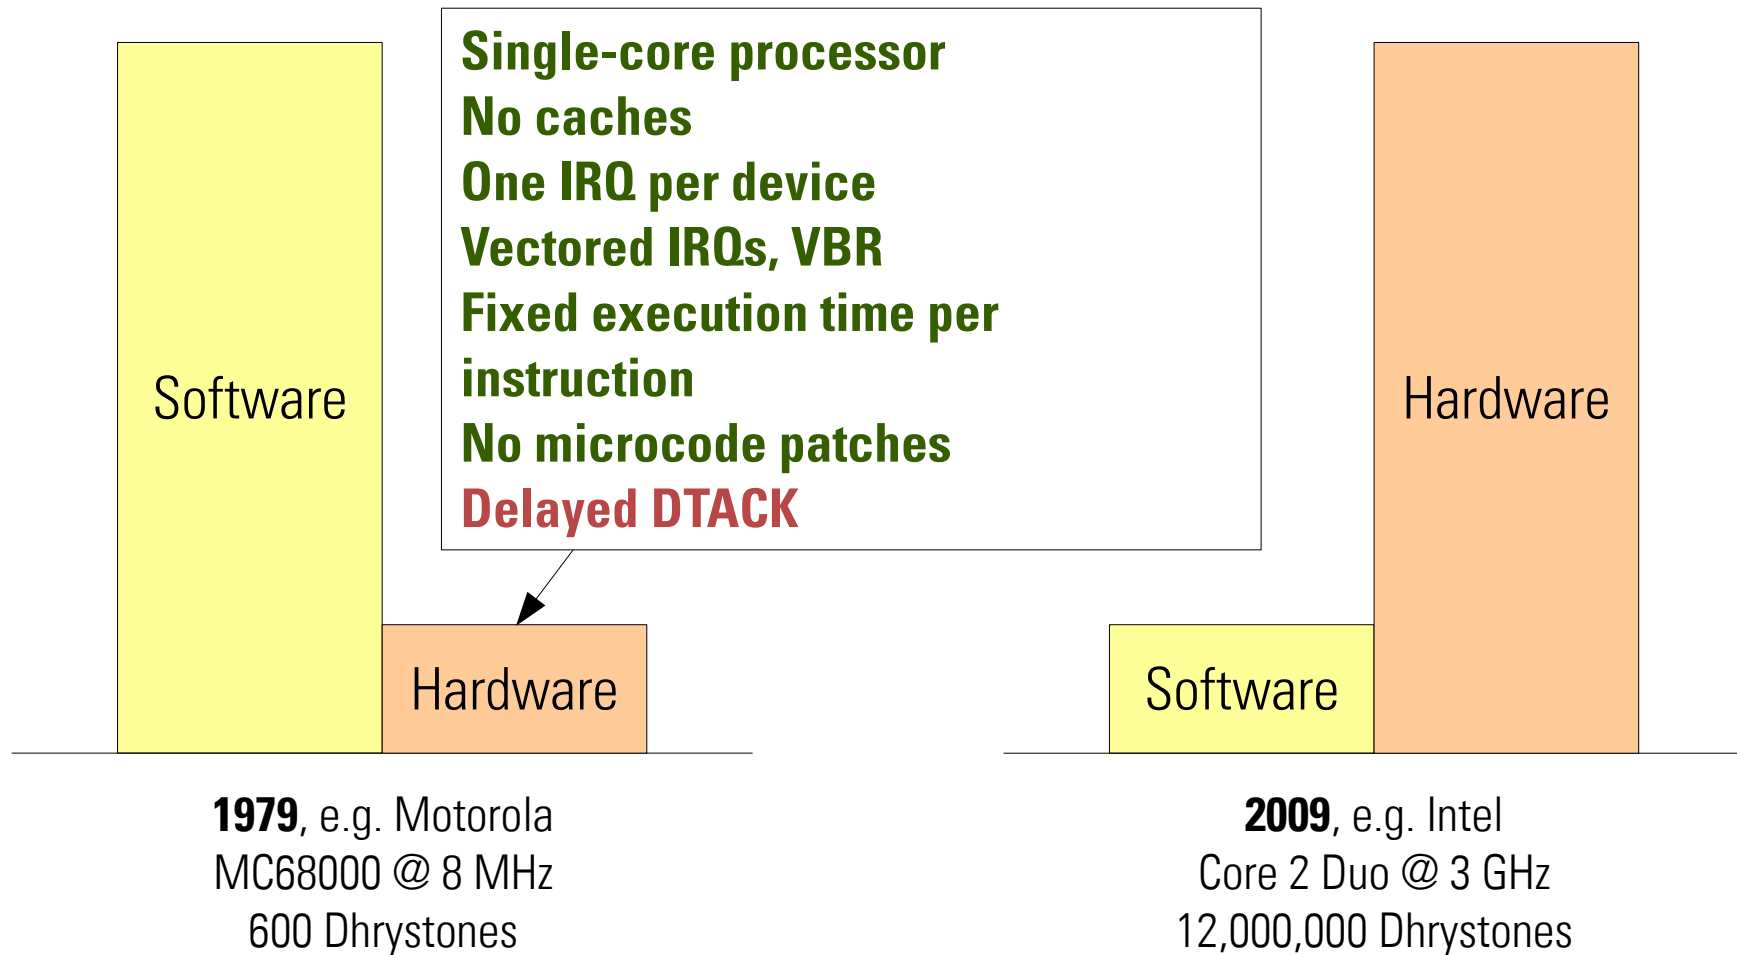 Single-core processor
No caches
One IRQ per device
Vectored IRQs, VBR
Fixed execution time per
instruction
No microcode patches
Delayed DTACK
Software
Hardware
Hardware
Software
1979, e.g. Motorola
MC68000 @ 8 MHz
600 Dhrystones
2009, e.g. Intel
Core 2 Duo @ 3 GHz
12,000,000 Dhrystones